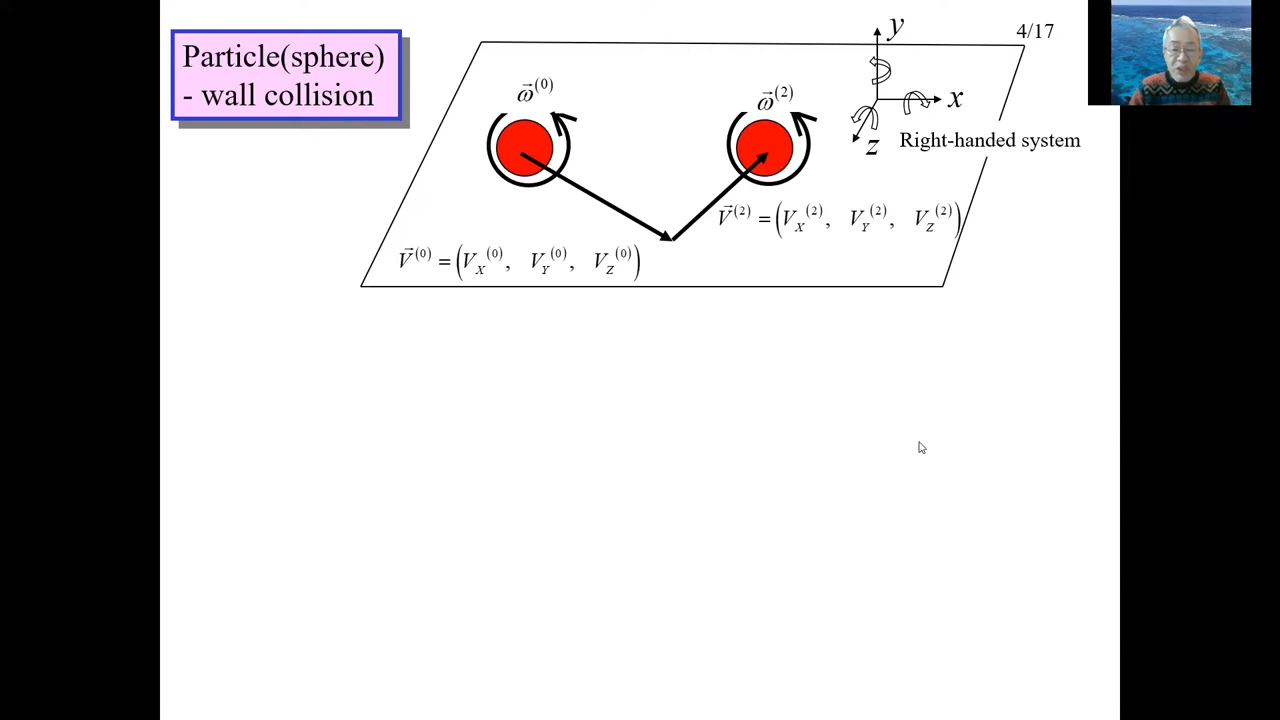 Particle(sphere)
- wall collision
4/17
y
x
z
Right-handed system
ω⃗⁽⁰⁾
ω⃗⁽²⁾
V⃗⁽⁰⁾ = (V_X⁽⁰⁾, V_Y⁽⁰⁾, V_Z⁽⁰⁾)
V⃗⁽²⁾ = (V_X⁽²⁾, V_Y⁽²⁾, V_Z⁽²⁾)